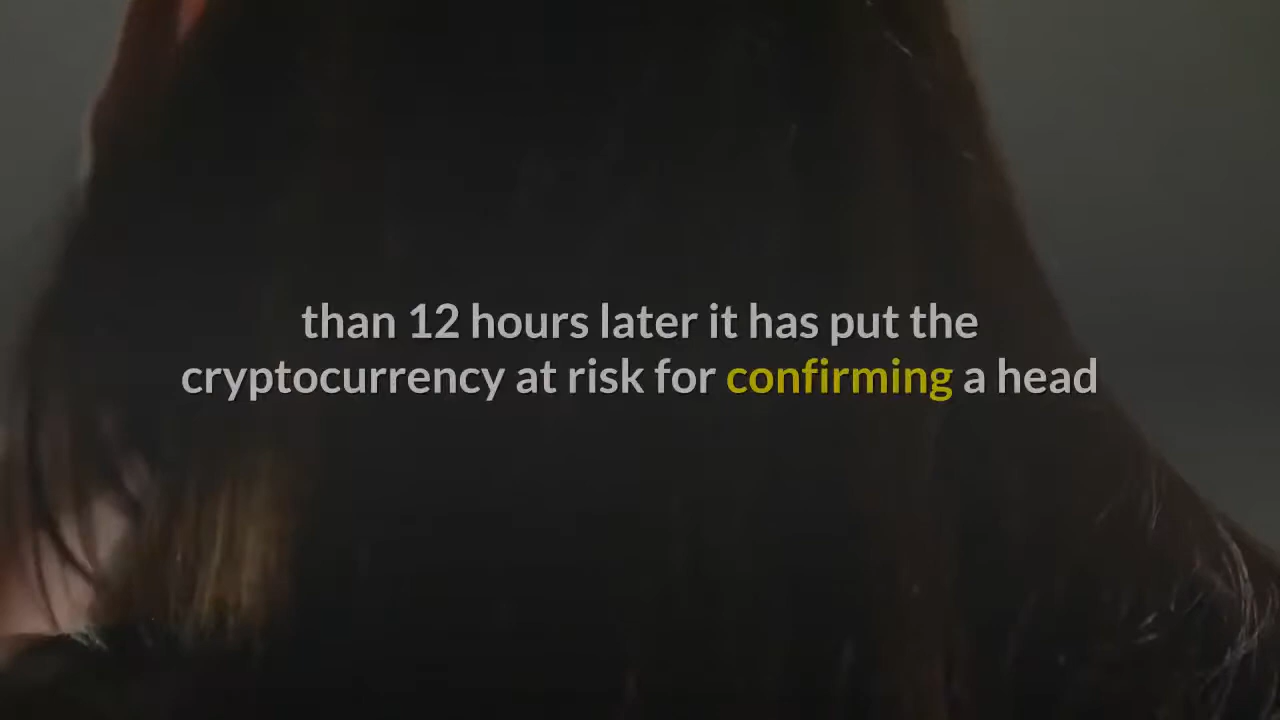 than 12 hours later it has put the
cryptocurrency at risk for confirming a head